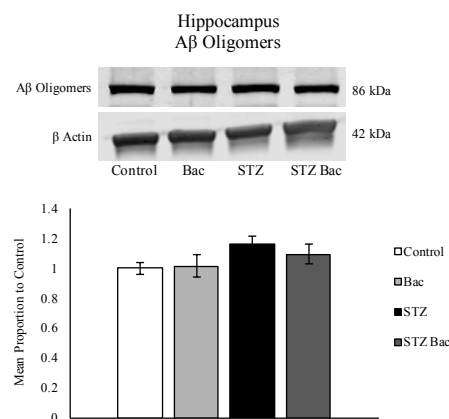 Hippocampus
Aβ Oligomers
Aβ Oligomers
86 kDa
β Actin
42 kDa
Control Bac STZ STZ Bac
Mean Proportion to Control
1.4
1.2
1
0.8
0.6
0.4
0.2
0
Control
Bac
STZ
STZ Bac